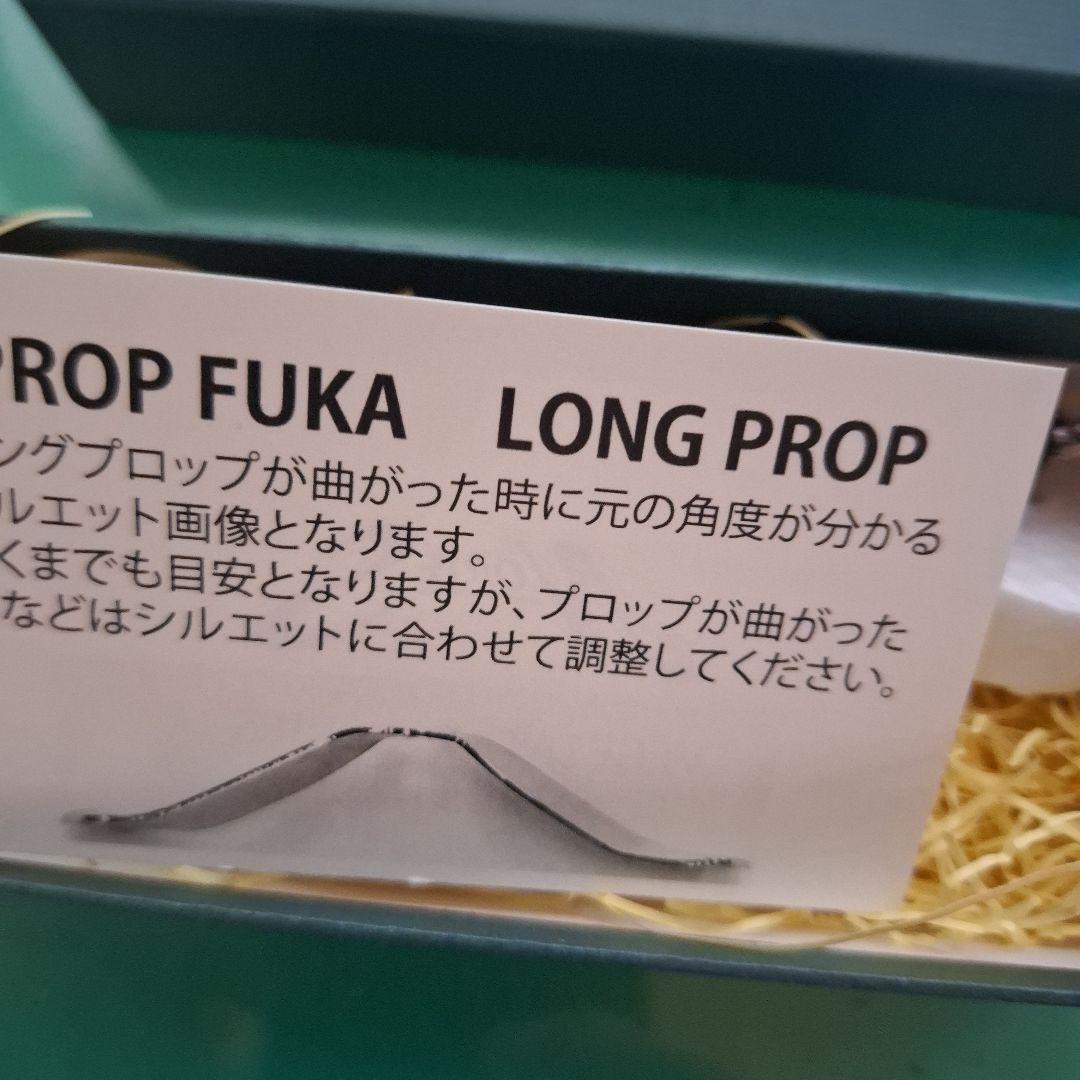 PROP FUKA LONG PROP
ングプロップが曲がった時に元の角度が分かる
ルエット画像となります。
くまでも目安となりますが、プロップが曲がった
などはシルエットに合わせて調整してください。